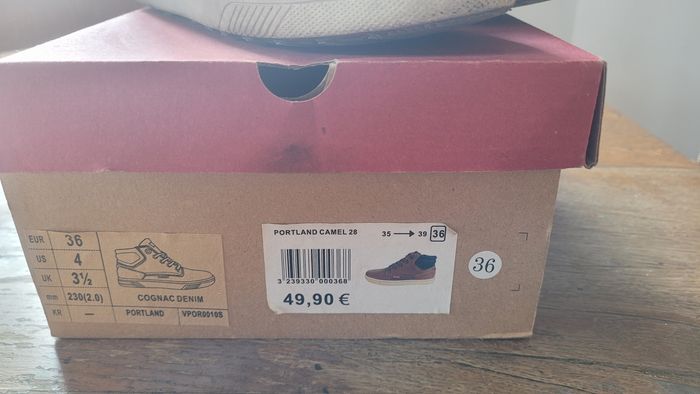 EUR 36
US 4
UK 3½
mm 230(2.0)
KR —
COGNAC DENIM
PORTLAND VPOR0010S
PORTLAND CAMEL 28
35 → 39 36
3 239330 000368
49,90 €
36